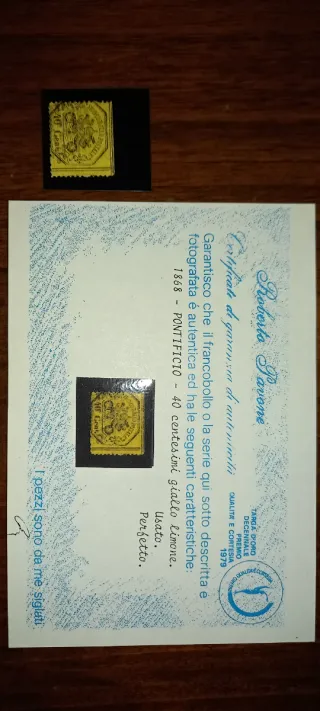 Roberto Pavone
Certificato di garanzia di autenticità
TARGA D'ORO
DECENNALE
PREMIO
QUALITÀ E CORTESIA
1979
Garantisco che il francobollo o la serie qui sotto descritta e
fotografata é autentica ed ha le seguenti caratteristiche:
1868 - PONTIFICIO - 40 centesimi giallo limone.
Usato.
Perfetto.
I pezzi sono da me siglati.